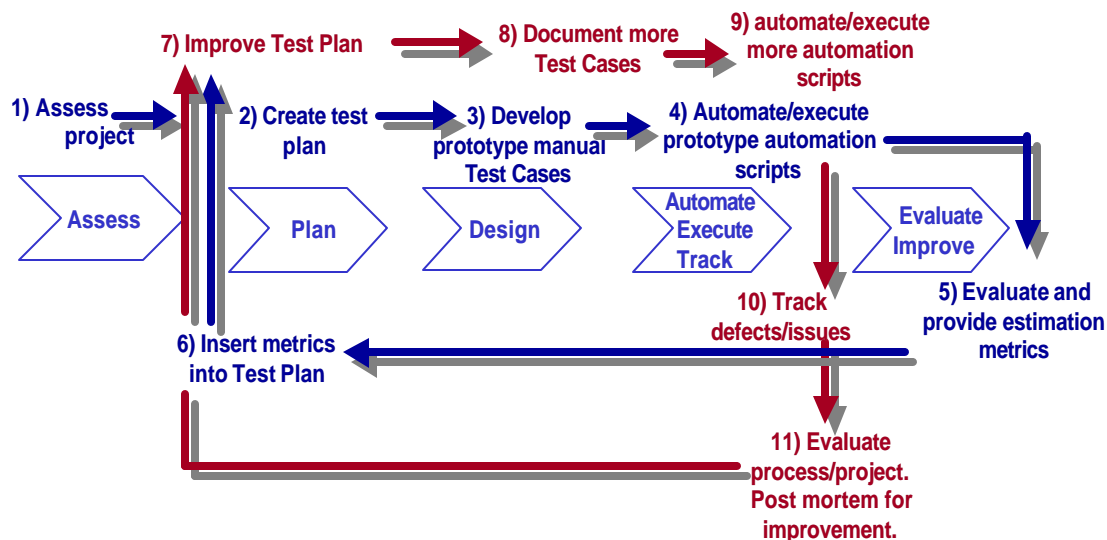 7) Improve Test Plan
8) Document more
Test Cases
9) automate/execute
more automation
scripts
1) Assess
project
2) Create test
plan
3) Develop
prototype manual
Test Cases
4) Automate/execute
prototype automation
scripts
Assess
Plan
Design
Automate
Execute
Track
Evaluate
Improve
5) Evaluate and
provide estimation
metrics
10) Track
defects/issues
6) Insert metrics
into Test Plan
11) Evaluate
process/project.
Post mortem for
improvement.